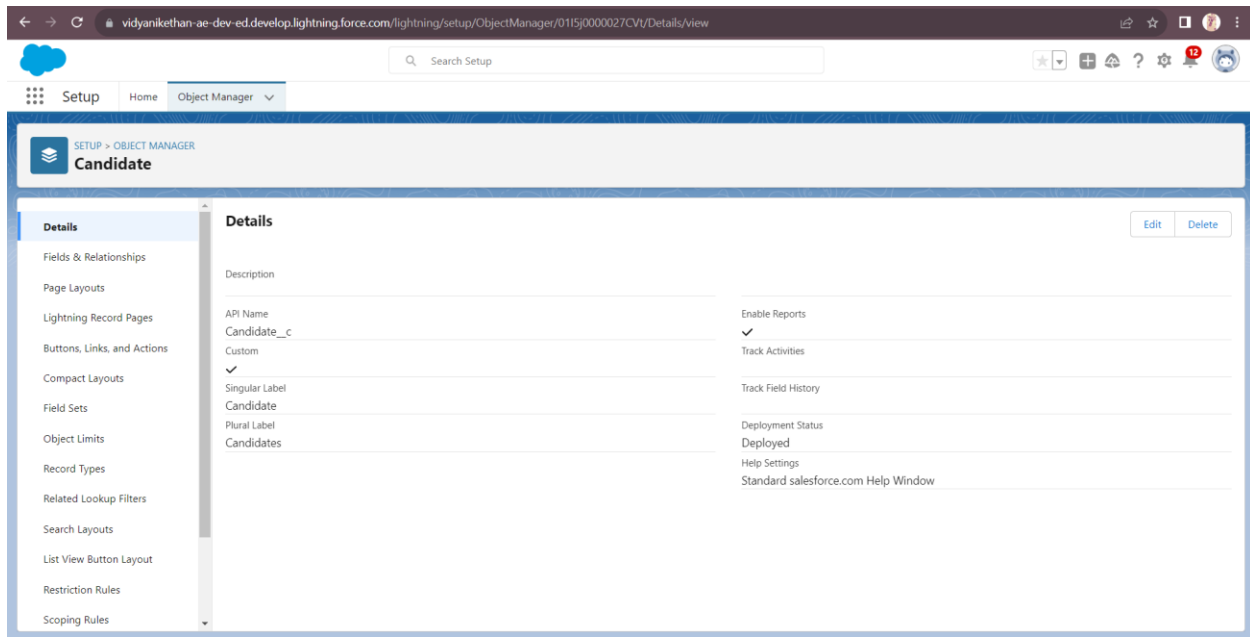 vidyanikethan-ae-dev-ed.develop.lightning.force.com/lightning/setup/ObjectManager/01I5j0000027CVt/Details/view
Search Setup
12
Setup Home Object Manager
SETUP > OBJECT MANAGER
Candidate
Details
Fields & Relationships
Page Layouts
Lightning Record Pages
Buttons, Links, and Actions
Compact Layouts
Field Sets
Object Limits
Record Types
Related Lookup Filters
Search Layouts
List View Button Layout
Restriction Rules
Scoping Rules
Details
Edit Delete
Description
API Name
Candidate__c
Custom
Singular Label
Candidate
Plural Label
Candidates
Enable Reports
Track Activities
Track Field History
Deployment Status
Deployed
Help Settings
Standard salesforce.com Help Window